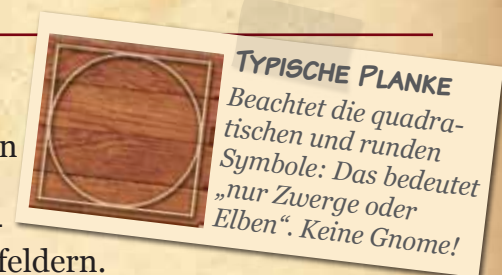 TYPISCHE PLANKE
Beachtet die quadra-
tischen und runden
Symbole: Das bedeutet
„nur Zwerge oder
Elben“. Keine Gnome!
n
feldern.